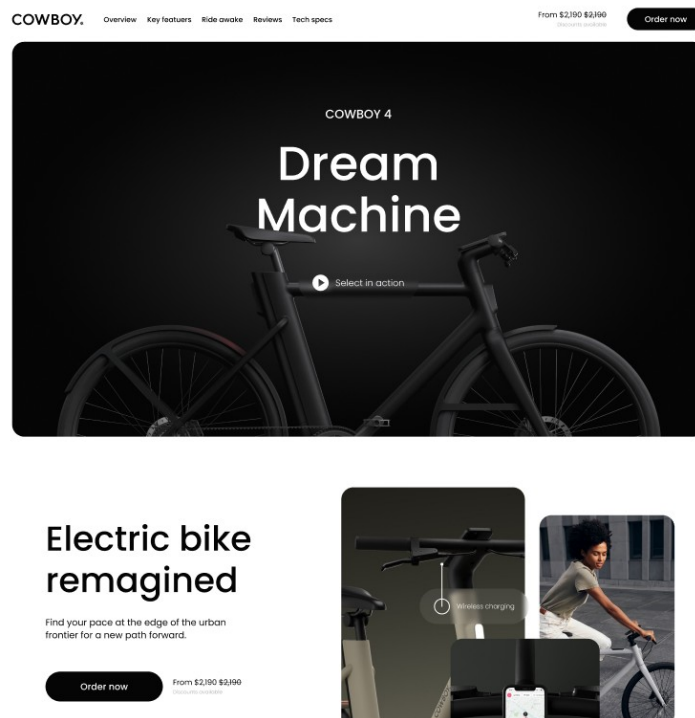 COWBOY.
Overview Key featuers Ride awake Reviews Tech specs
From $2,190 $2,190
Discounts available
Order now
COWBOY 4
Dream
Machine
Select in action
Electric bike
remagined
Find your pace at the edge of the urban
frontier for a new path forward.
Order now
From $2,190 $2,190
Discounts available
Wireless charging